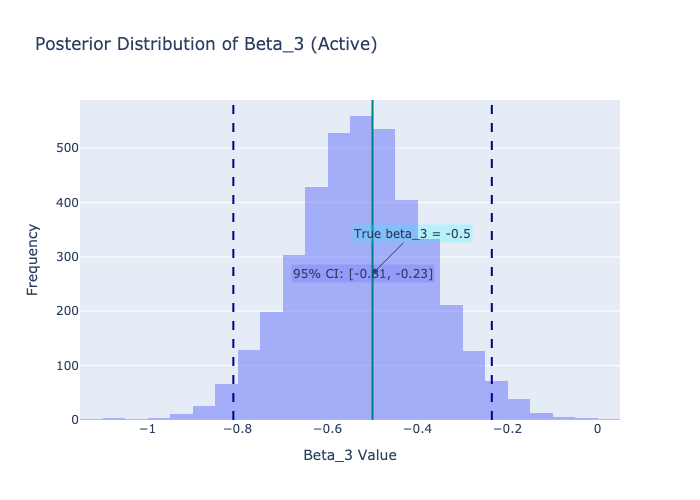 Posterior Distribution of Beta_3 (Active)
500
400
300
200
100
0
Frequency
True beta_3 = -0.5
95% CI: [-0.81, -0.23]
−1
−0.8
−0.6
−0.4
−0.2
0
Beta_3 Value